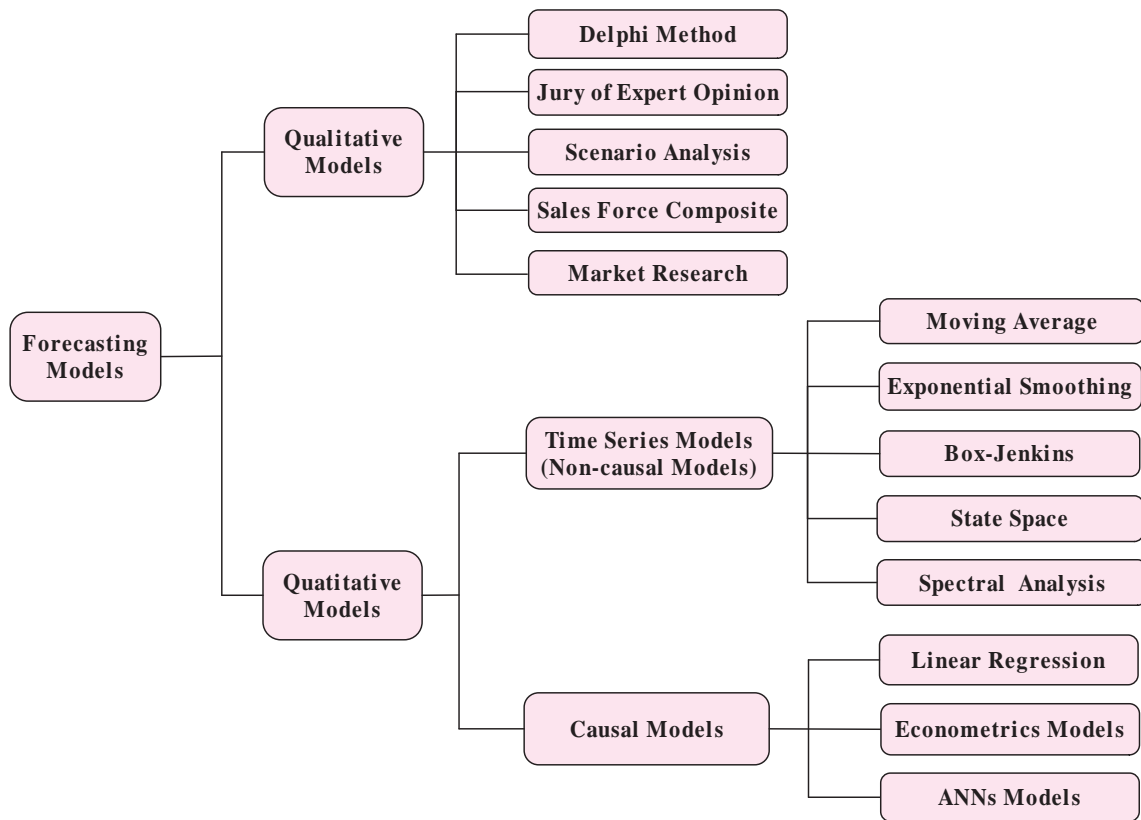 Forecasting
Models
Qualitative
Models
Delphi Method
Jury of Expert Opinion
Scenario Analysis
Sales Force Composite
Market Research
Quatitative
Models
Time Series Models
(Non-causal Models)
Moving Average
Exponential Smoothing
Box-Jenkins
State Space
Spectral Analysis
Causal Models
Linear Regression
Econometrics Models
ANNs Models